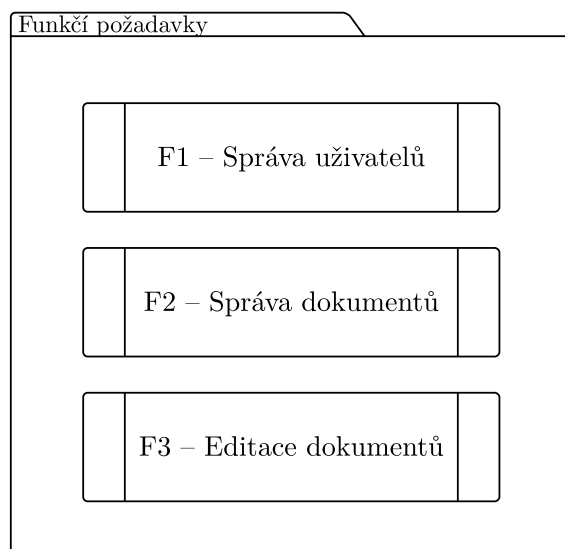 Funkčí požadavky
F1 – Správa uživatelů
F2 – Správa dokumentů
F3 – Editace dokumentů